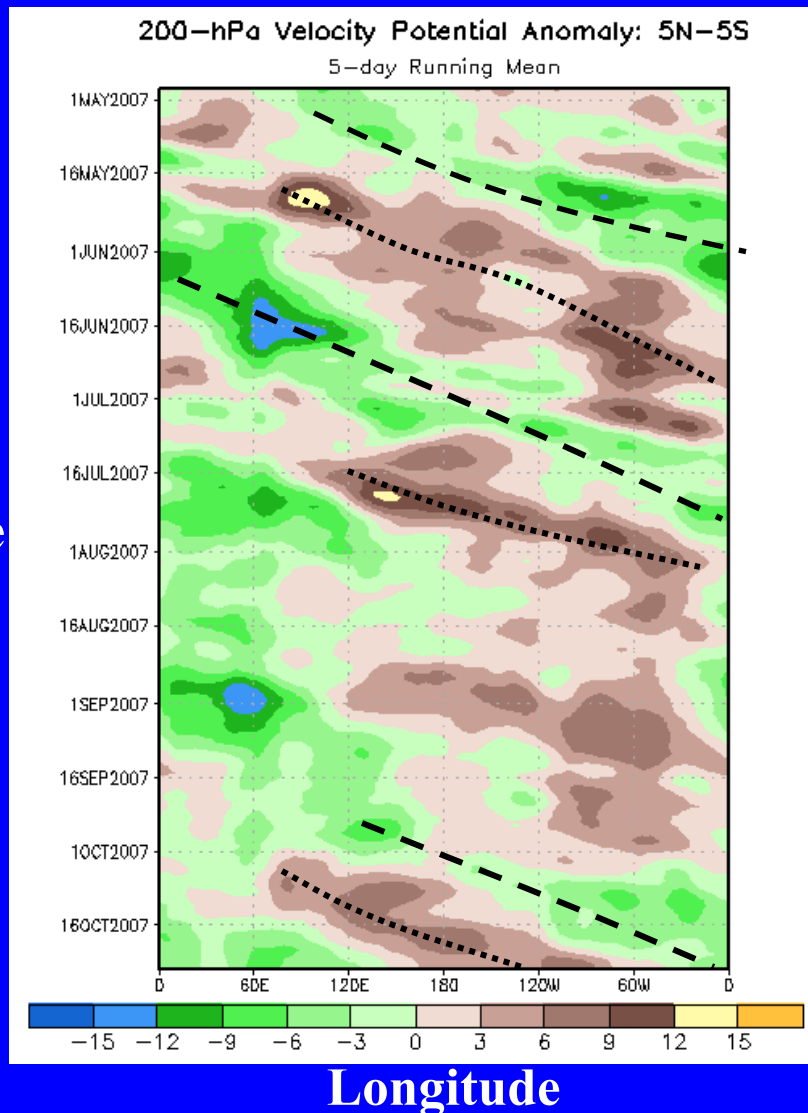 200-hPa Velocity Potential Anomaly: 5N-5S
5-day Running Mean
1MAY2007
16MAY2007
1JUN2007
16JUN2007
1JUL2007
16JUL2007
1AUG2007
16AUG2007
1SEP2007
16SEP2007
1OCT2007
16OCT2007
0 60E 120E 180 120W 60W 0
-15 -12 -9 -6 -3 0 3 6 9 12 15
Longitude